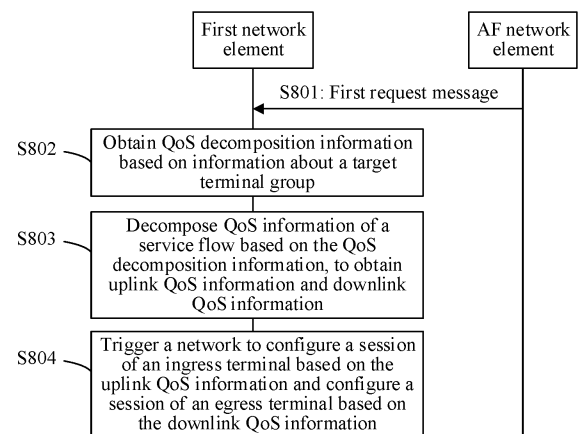 First network
element
AF network
element
S801: First request message
S802
Obtain QoS decomposition information
based on information about a target
terminal group
S803
Decompose QoS information of a
service flow based on the QoS
decomposition information, to obtain
uplink QoS information and downlink
QoS information
S804
Trigger a network to configure a session
of an ingress terminal based on the
uplink QoS information and configure a
session of an egress terminal based on
the downlink QoS information